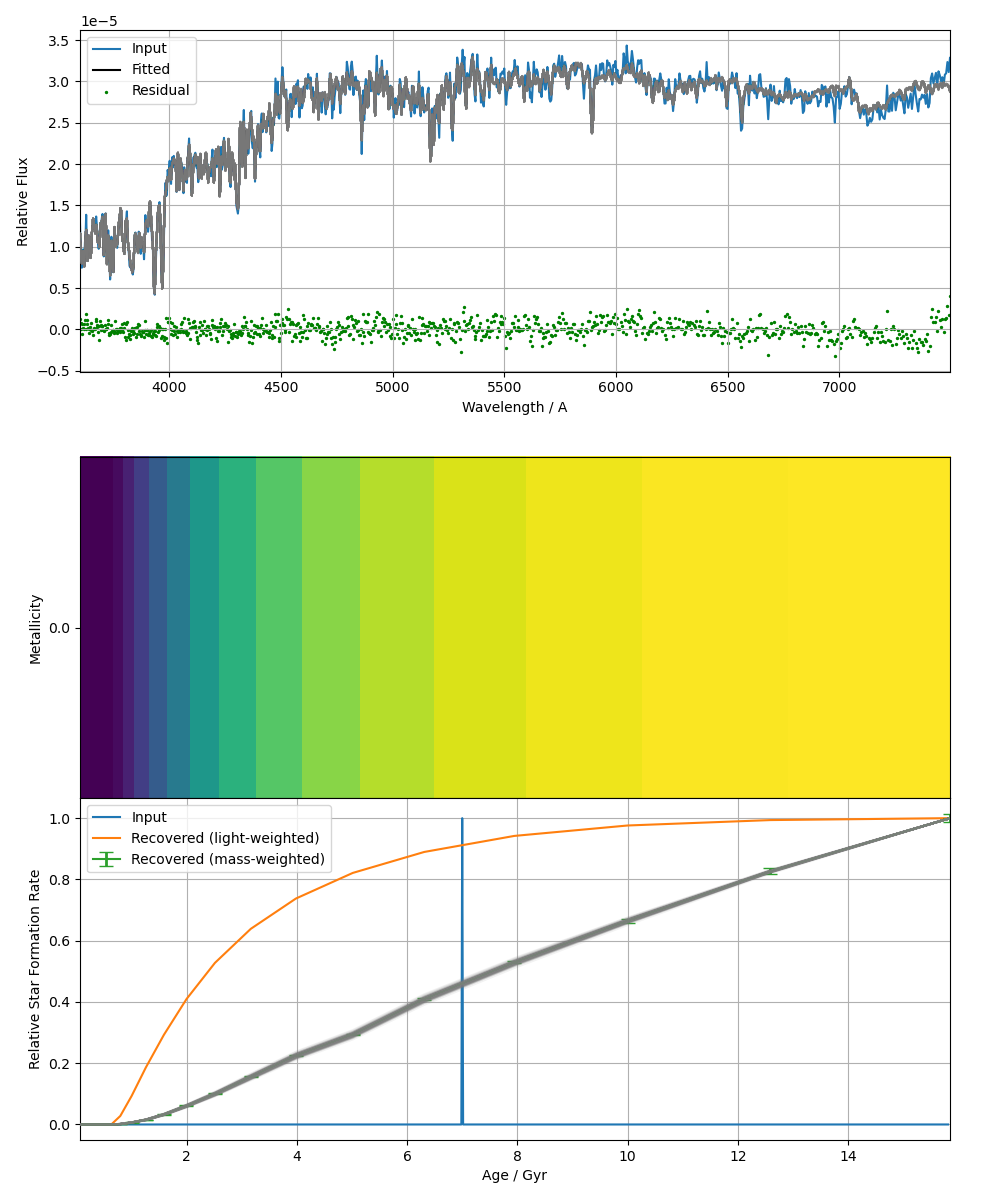 1e−5
3.5
3.0
2.5
2.0
1.5
1.0
0.5
0.0
−0.5
Relative Flux
Input
Fitted
Residual
4000 4500 5000 5500 6000 6500 7000
Wavelength / A
0.0
Metallicity
1.0
0.8
0.6
0.4
0.2
0.0
Relative Star Formation Rate
Input
Recovered (light-weighted)
Recovered (mass-weighted)
2 4 6 8 10 12 14
Age / Gyr